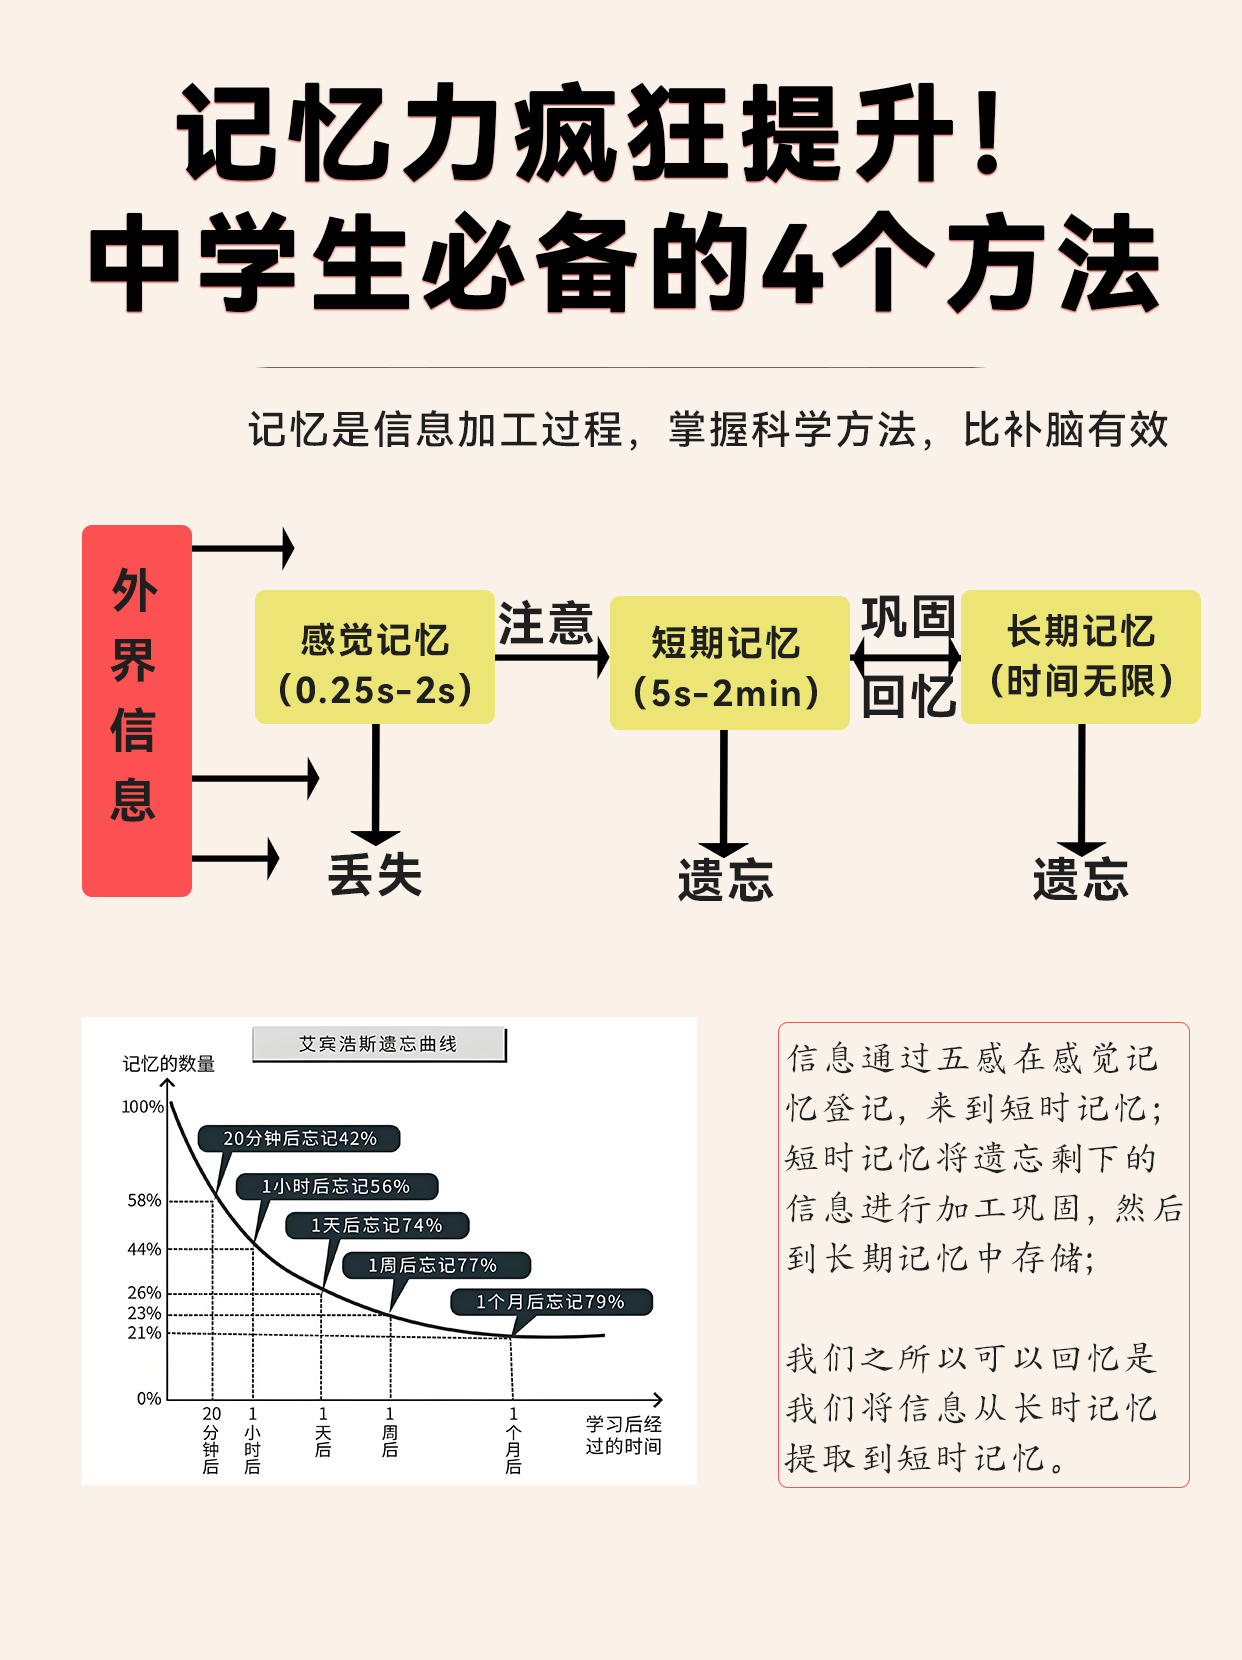 记忆力疯狂提升！
中学生必备的4个方法
记忆是信息加工过程，掌握科学方法，比补脑有效
外
界
信
息
感觉记忆
（0.25s-2s）
注意
短期记忆
（5s-2min）
巩固
回忆
长期记忆
（时间无限）
丢失
遗忘
遗忘
艾宾浩斯遗忘曲线
记忆的数量
100%
58%
44%
26%
23%
21%
0%
20分钟后忘记42%
1小时后忘记56%
1天后忘记74%
1周后忘记77%
1个月后忘记79%
20分钟后
1小时后
1天后
1周后
1个月后
学习后经
过的时间
信息通过五感在感觉记
忆登记，来到短时记忆；
短时记忆将遗忘剩下的
信息进行加工巩固，然后
到长期记忆中存储；
我们之所以可以回忆是
我们将信息从长时记忆
提取到短时记忆。